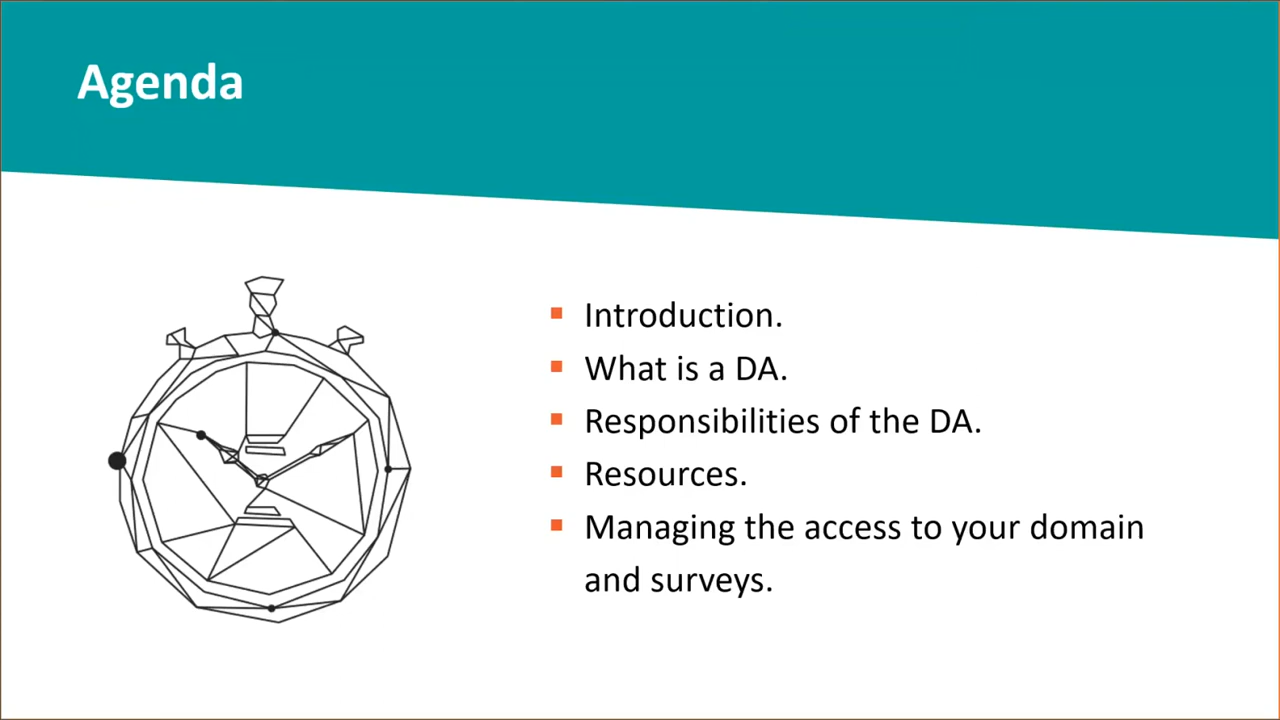 Agenda
Introduction.
What is a DA.
Responsibilities of the DA.
Resources.
Managing the access to your domain
and surveys.